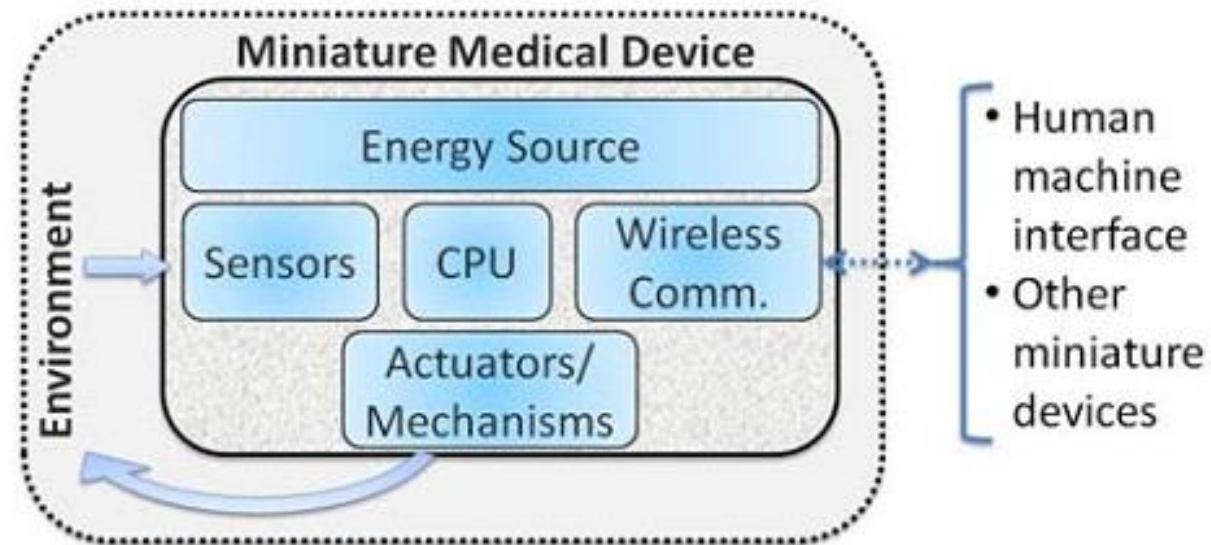 Miniature Medical Device
Energy Source
Sensors
CPU
Wireless
Comm.
Actuators/
Mechanisms
Environment
• Human
machine
interface
• Other
miniature
devices